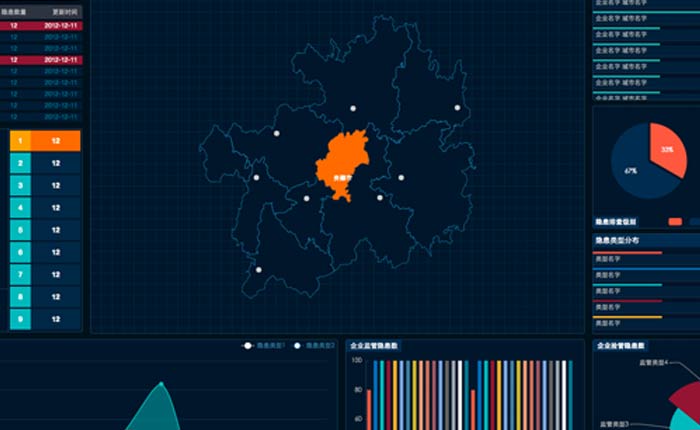 隐患数量 更新时间
12 2012-12-11
12 2012-12-11
12 2012-12-11
12 2012-12-11
12 2012-12-11
12 2012-12-11
12 2012-12-11
12 2012-12-11
1 12
2 12
3 12
4 12
5 12
6 12
7 12
8 12
9 12
隐患类型1 隐患类型2
企业监管隐患数
100
80
60
企业名字 城市名字
企业名字 城市名字
企业名字 城市名字
企业名字 城市名字
企业名字 城市名字
企业名字 城市名字
企业名字 城市名字
33%
67%
隐患排查级别
隐患类型分布
类型名字
类型名字
类型名字
类型名字
类型名字
企业按管隐患数
监管类型4
监管类型3